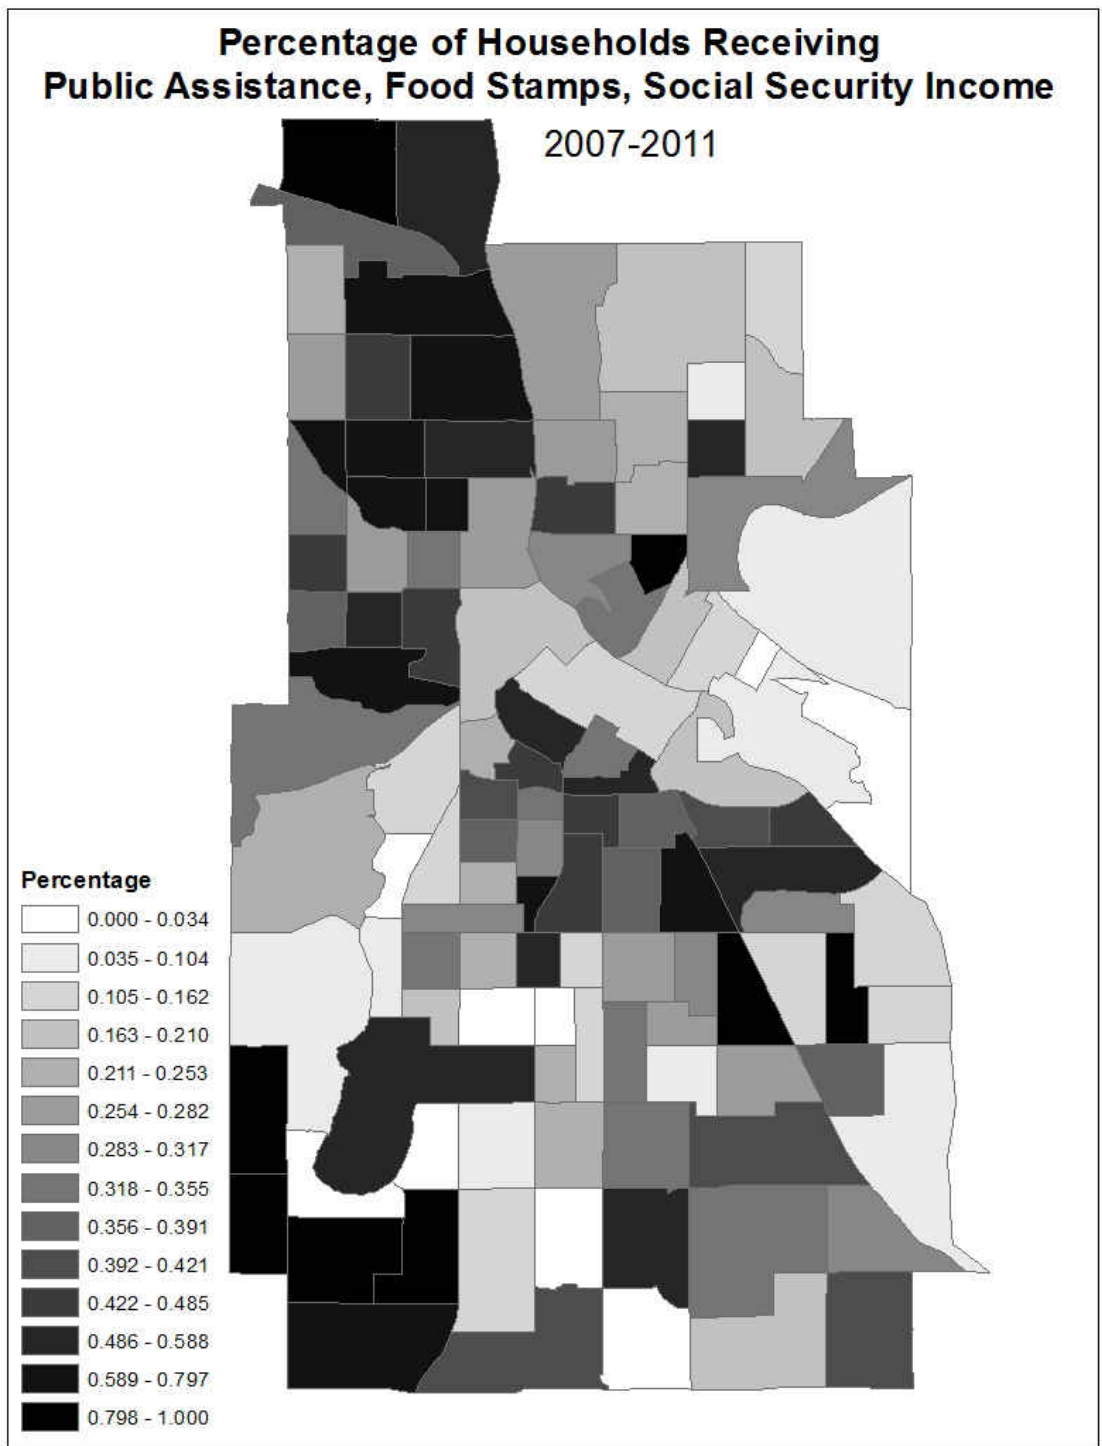 Percentage of Households Receiving
Public Assistance, Food Stamps, Social Security Income
2007-2011
Percentage
0.000 - 0.034
0.035 - 0.104
0.105 - 0.162
0.163 - 0.210
0.211 - 0.253
0.254 - 0.282
0.283 - 0.317
0.318 - 0.355
0.356 - 0.391
0.392 - 0.421
0.422 - 0.485
0.486 - 0.588
0.589 - 0.797
0.798 - 1.000